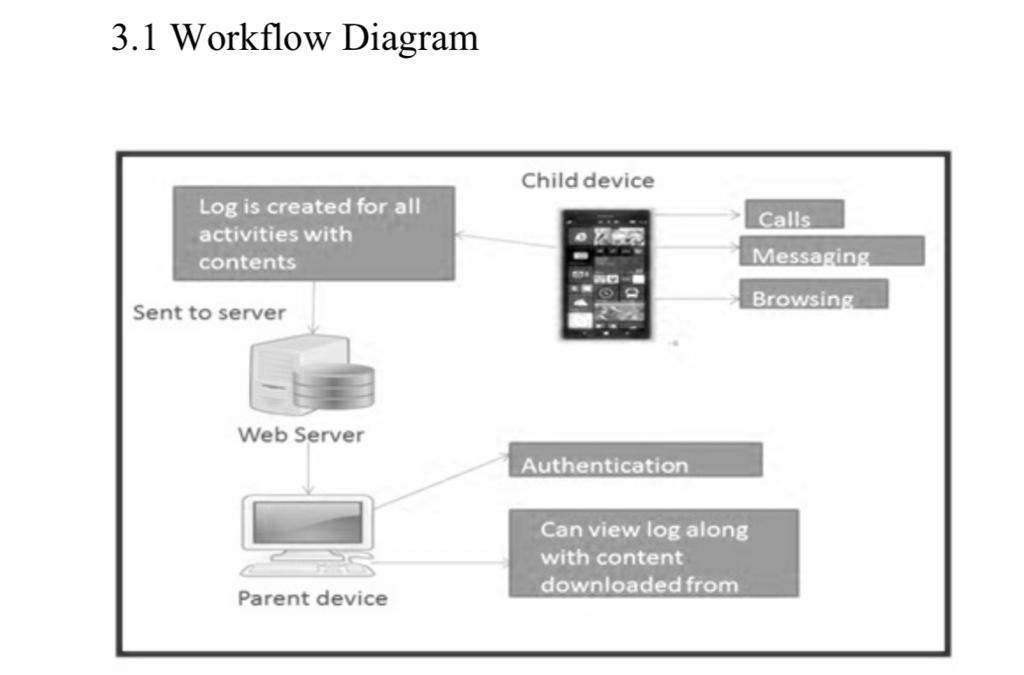 3.1 Workflow Diagram
Child device
Log is created for all
activities with
contents
Calls
Messaging
Browsing
Sent to server
Web Server
Authentication
Can view log along
with content
downloaded from
Parent device